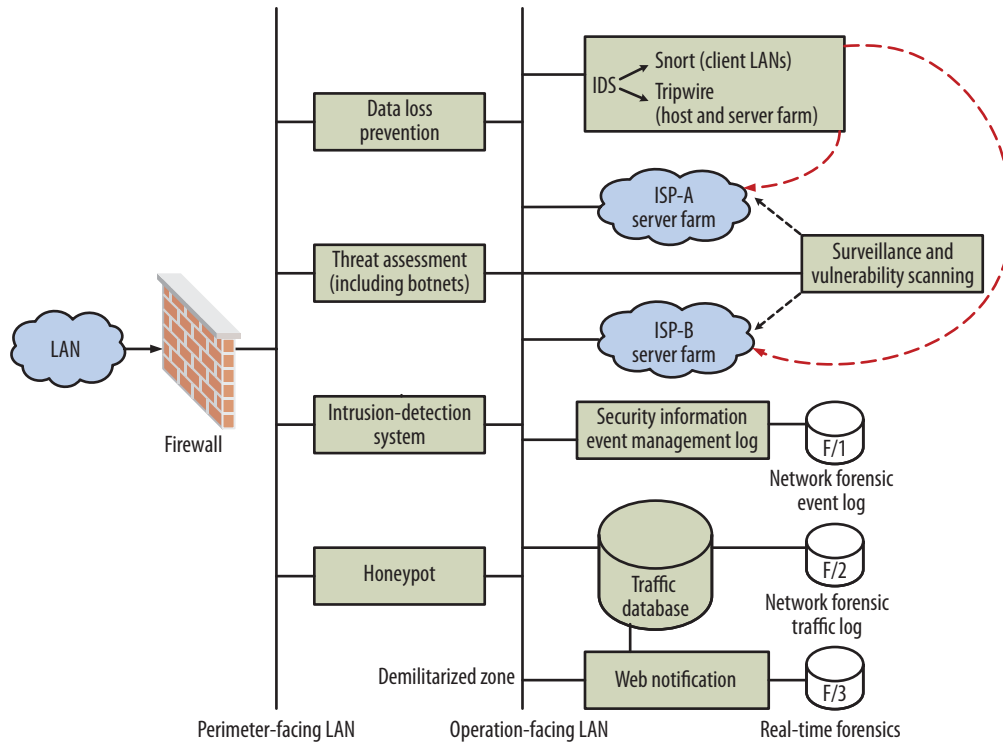 LAN
Firewall
Data loss
prevention
Threat assessment
(including botnets)
Intrusion-detection
system
Honeypot
Demilitarized zone
Perimeter-facing LAN
Operation-facing LAN
IDS
Snort (client LANs)
Tripwire
(host and server farm)
ISP-A
server farm
Surveillance and
vulnerability scanning
ISP-B
server farm
Security information
event management log
F/1
Network forensic
event log
Traffic
database
F/2
Network forensic
traffic log
Web notification
F/3
Real-time forensics